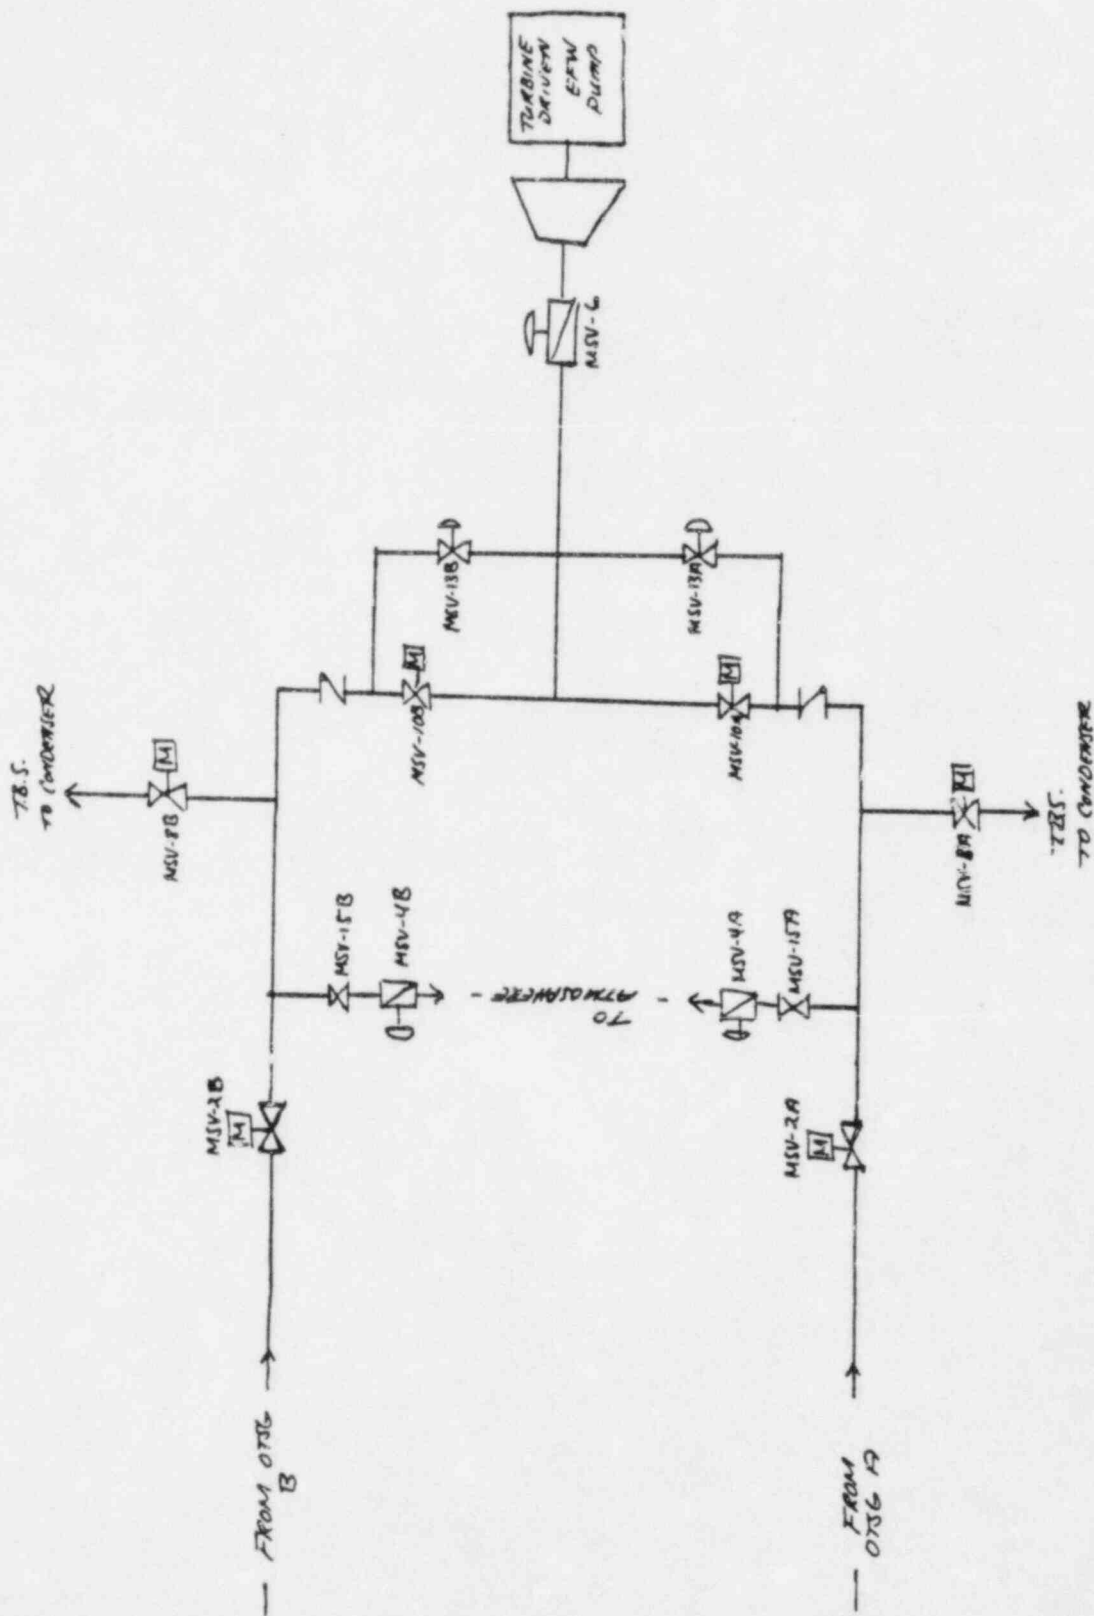 TURBINE
DRIVEN
EFW
PUMP
MSV-6
MSV-13B
MSV-13A
MSV-10B
M
MSV-10A
M
T.B.S.
TO CONDENSER
MSV-8B
M
MSV-8A
M
T.B.S.
TO CONDENSER
MSV-15B
MSV-4B
- TO
ATMOSPHERE -
MSV-4A
MSV-15A
MSV-2B
M
MSV-2A
M
FROM OTSG
B
FROM
OTSG A